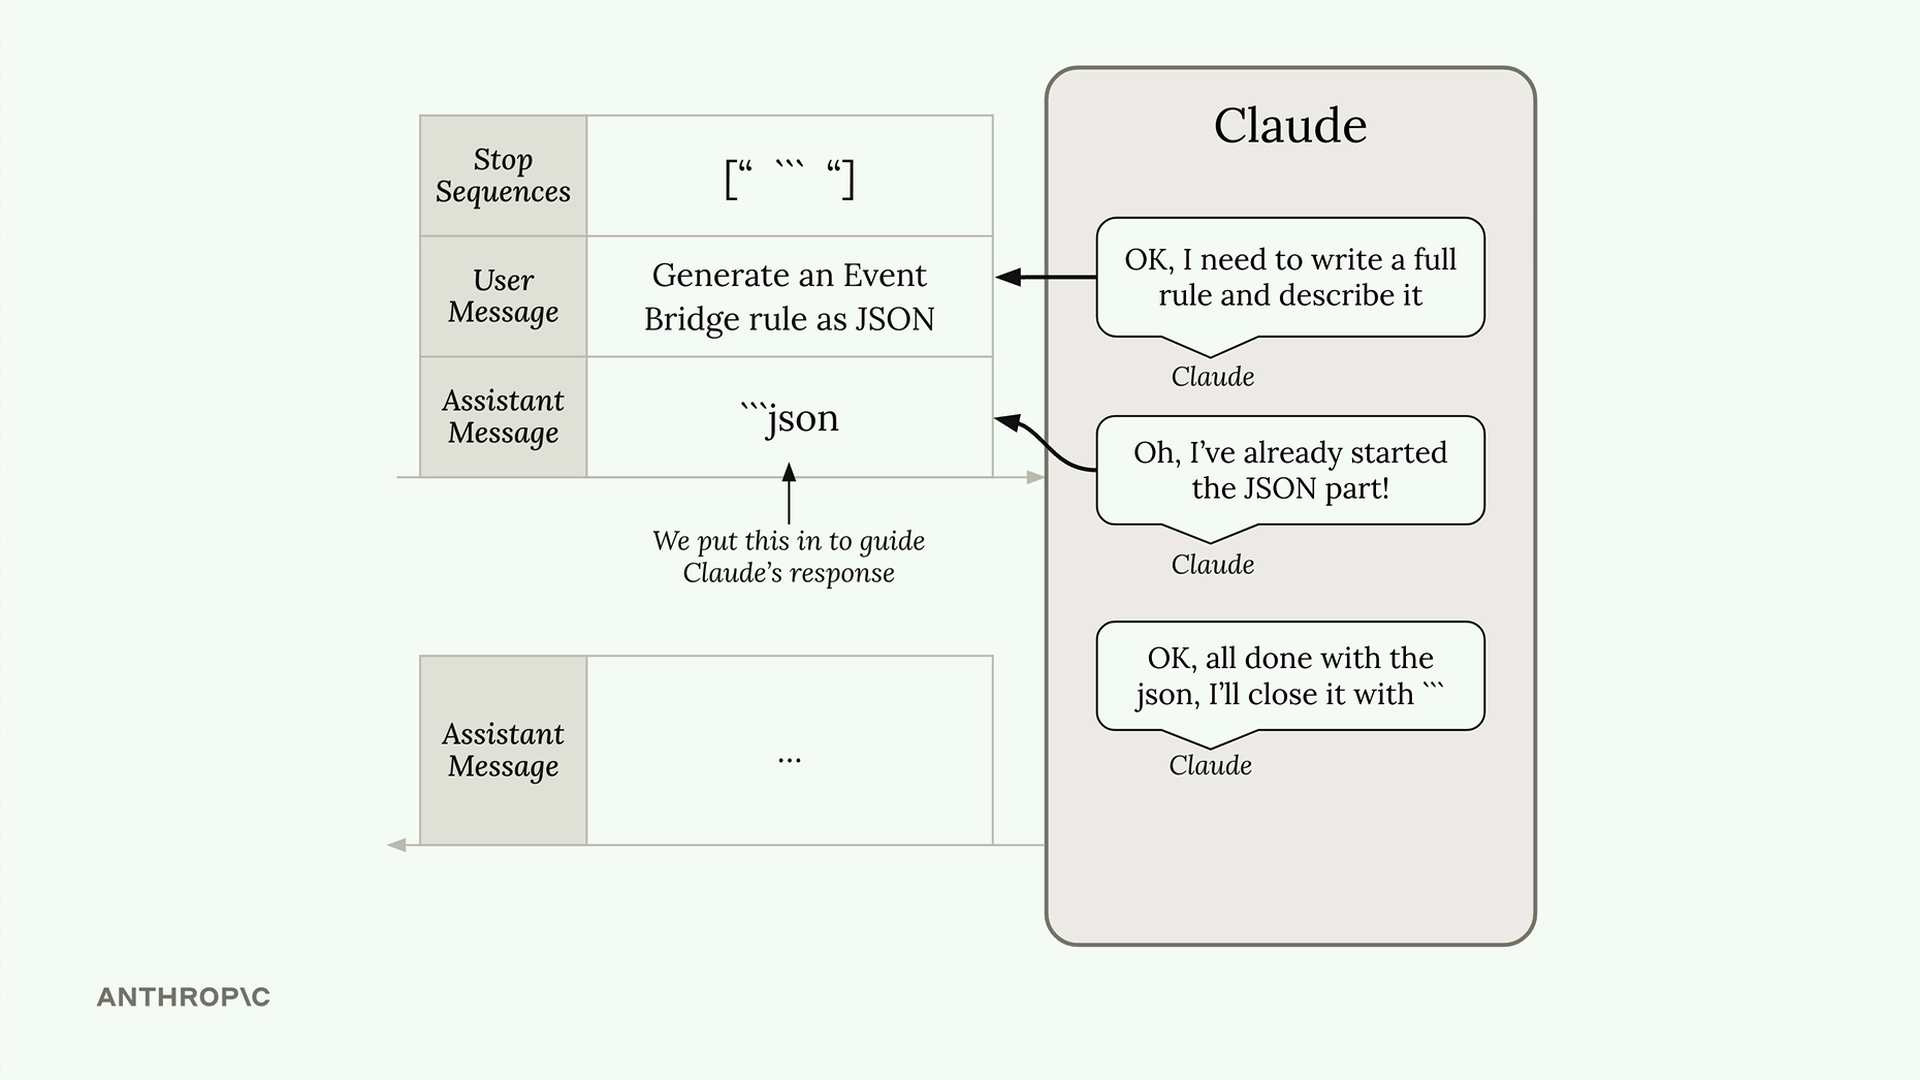 Claude
Stop
Sequences
[“ ``` “]
User
Message
Generate an Event
Bridge rule as JSON
OK, I need to write a full
rule and describe it
Claude
Assistant
Message
```json
Oh, I’ve already started
the JSON part!
Claude
We put this in to guide
Claude’s response
OK, all done with the
json, I’ll close it with ```
Claude
Assistant
Message
...
ANTHROP\C